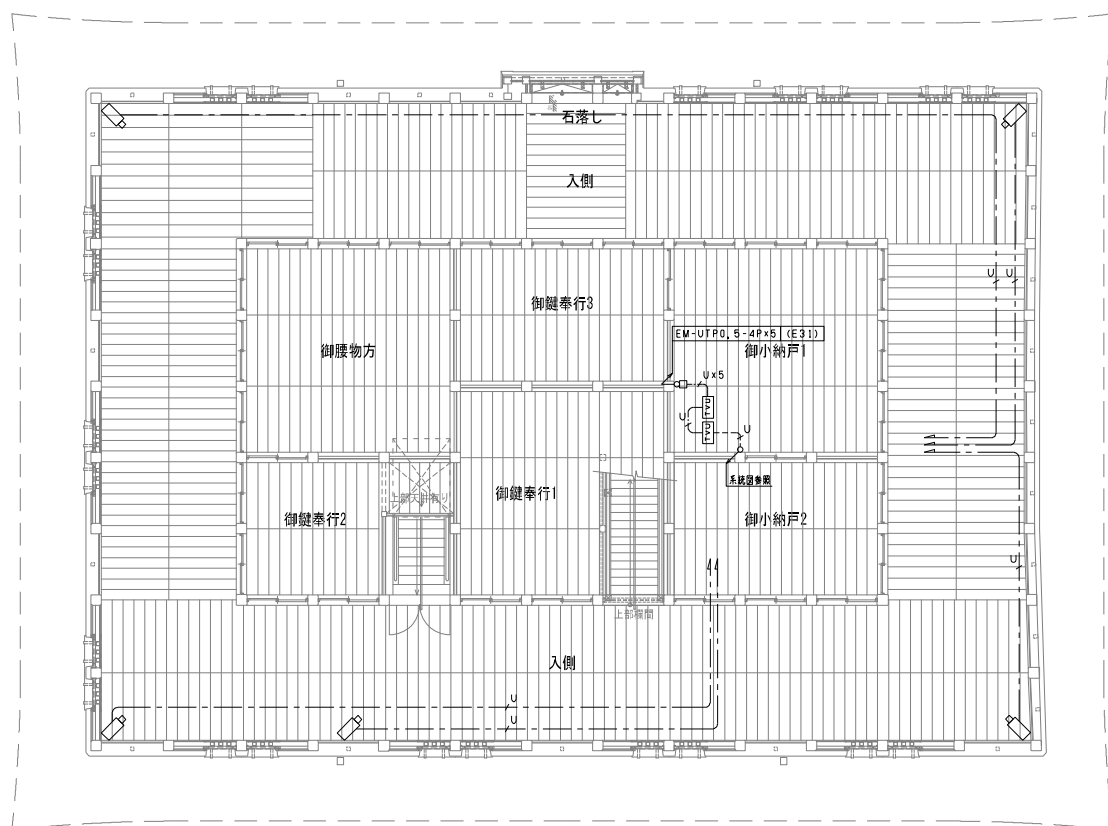 石落し
入側
U U
御鍵奉行3
EM-UTP0.5-4P×5 (E31)
御腰物方
御小納戸1
U×5
TVU
U
TVU
U
系統図参照
上部天井有り
御鍵奉行1
御鍵奉行2
御小納戸2
U
上部欄間
入側
U
U